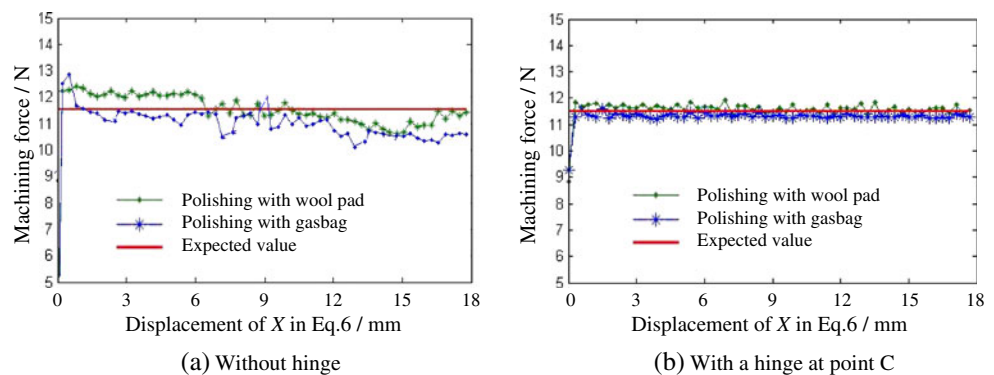 15
14
13
12
11
10
9
8
7
6
5
Machining force / N
Polishing with wool pad
Polishing with gasbag
Expected value
0 3 6 9 12 15 18
Displacement of X in Eq.6 / mm
(a) Without hinge
15
14
13
12
11
10
9
8
7
6
5
Machining force / N
Polishing with wool pad
Polishing with gasbag
Expected value
0 3 6 9 12 15 18
Displacement of X in Eq.6 / mm
(b) With a hinge at point C